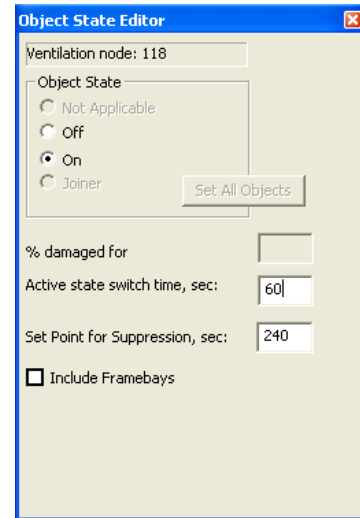 Object State Editor
Ventilation node: 118
Object State
Not Applicable
Off
On
Joiner
Set All Objects
% damaged for
Active state switch time, sec: 60
Set Point for Suppression, sec: 240
Include Framebays